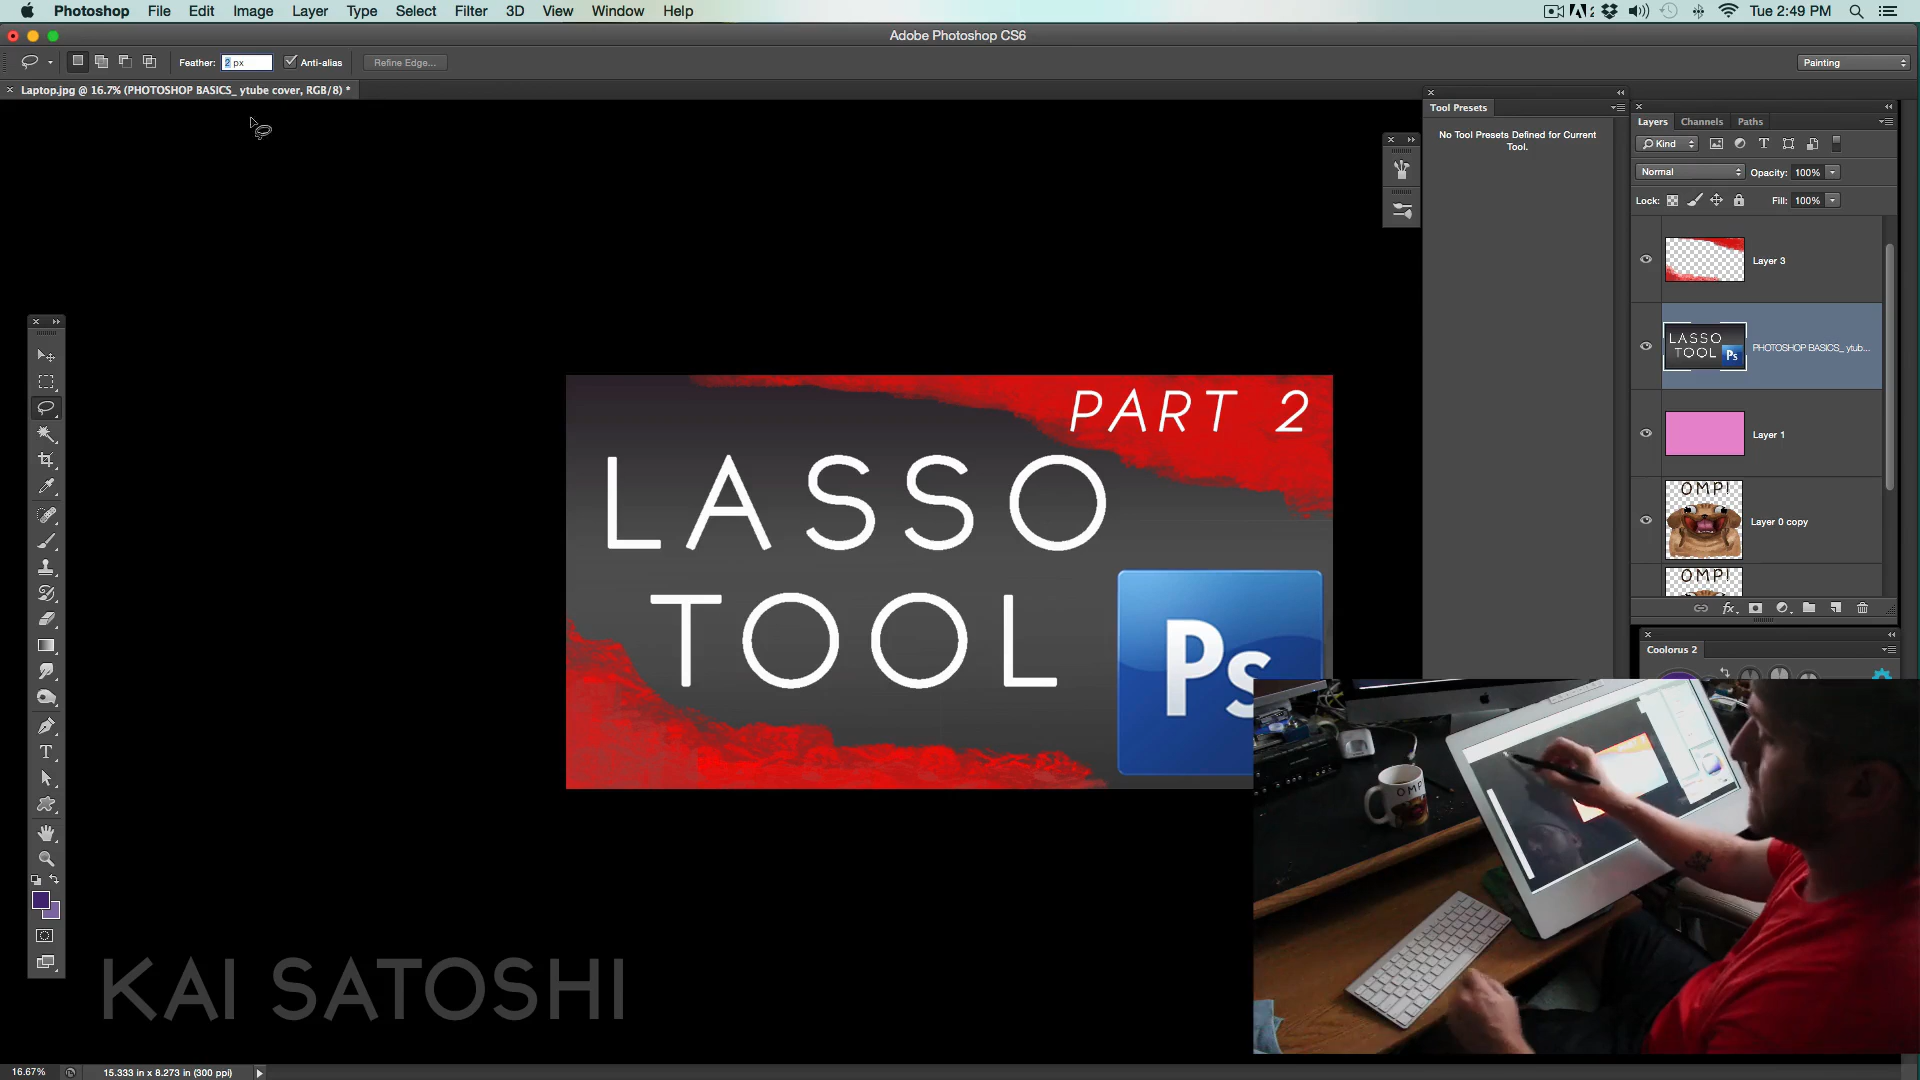 Photoshop File Edit Image Layer Type Select Filter 3D View Window Help Tue 2:49 PM
Adobe Photoshop CS6
Feather: 2 px Anti-alias Refine Edge... Painting
Laptop.jpg @ 16.7% (PHOTOSHOP BASICS_ ytube cover, RGB/8) *
Tool Presets
No Tool Presets Defined for Current
Tool.
Layers Channels Paths
Kind
Normal Opacity: 100%
Lock: Fill: 100%
Layer 3
LASSO
TOOL
Ps
PHOTOSHOP BASICS_ ytub...
Layer 1
OMP!
Layer 0 copy
OMP!
fx
Coolorus 2
PART 2
LASSO
TOOL
Ps
OMP!
KAI SATOSHI
16.67% 15.333 in x 8.273 in (300 ppi)